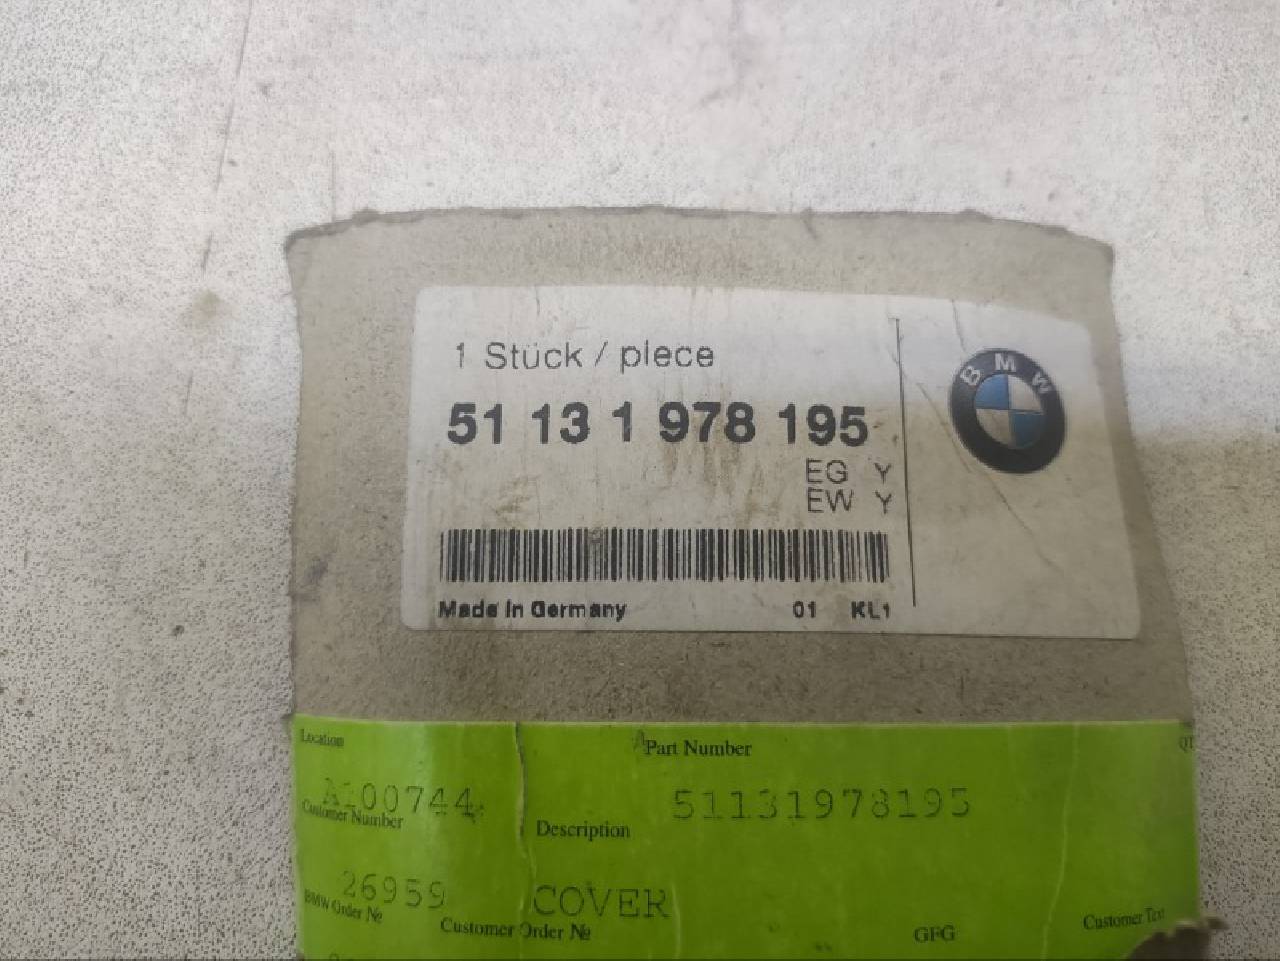 1 Stück / piece
51 13 1 978 195
EG Y
EW Y
BMW
Made in Germany 01 KL1
Location Part Number QT
A100744 51131978195
Customer Number Description
26959 COVER
BMW Order № Customer Order № GFG Customer Text